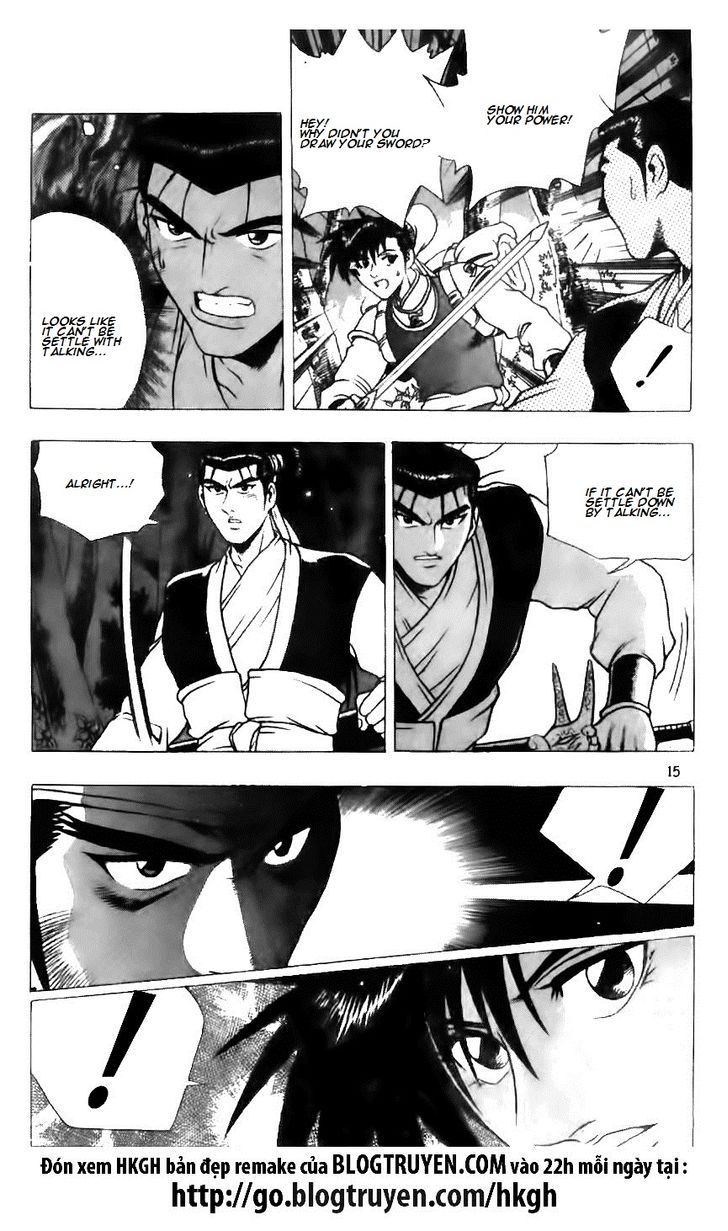 SHOW HIM
YOUR POWER!
HEY!
WHY DIDN'T YOU
DRAW YOUR SWORD?
!
LOOKS LIKE
IT CAN'T BE
SETTLE WITH
TALKING...
IF IT CAN'T BE
SETTLE DOWN
BY TALKING...
ALRIGHT...!
15
!
!
Đón xem HKGH bản đẹp remake của BLOGTRUYEN.COM vào 22h mỗi ngày tại :
http://go.blogtruyen.com/hkgh